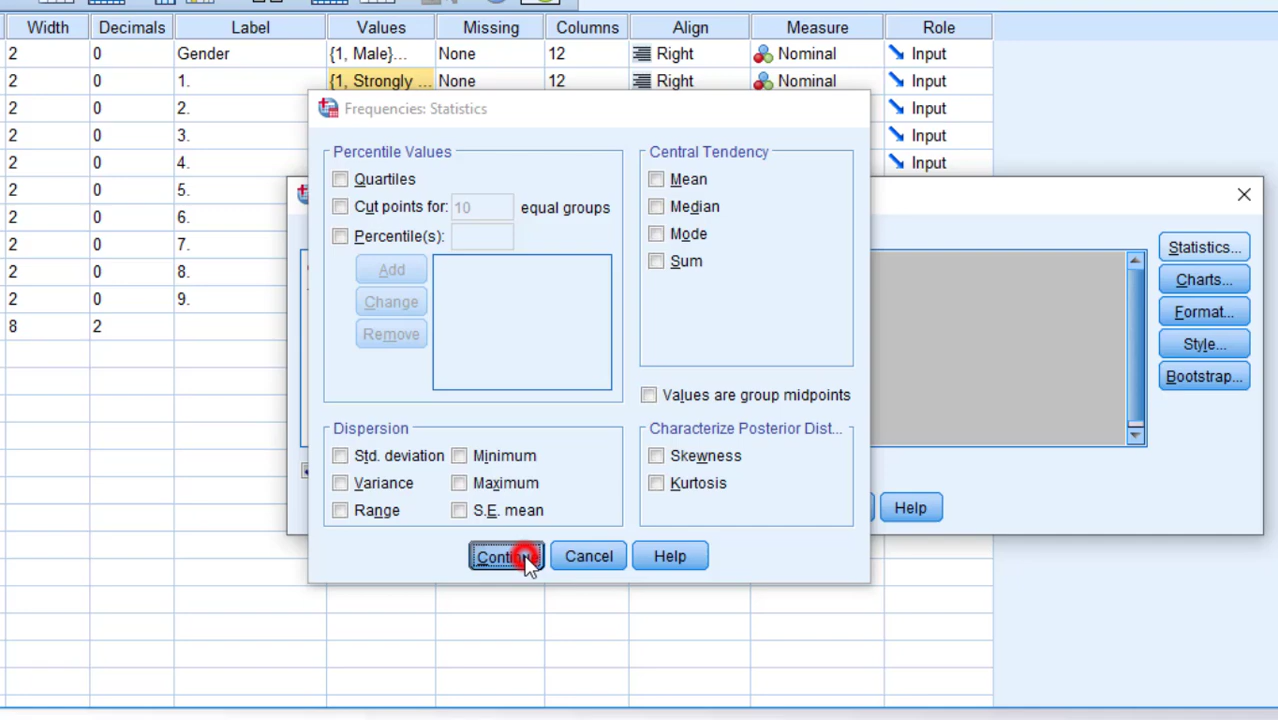 Width Decimals Label Values Missing Columns Align Measure Role
2 0 Gender {1, Male}... None 12 Right Nominal Input
2 0 1. {1, Strongly ... None 12 Right Nominal Input
2 0 2. Input
2 0 3. Input
2 0 4. Input
2 0 5.
2 0 6.
2 0 7.
2 0 8.
2 0 9.
8 2
Frequencies: Statistics
Percentile Values
Quartiles
Cut points for: 10 equal groups
Percentile(s):
Add
Change
Remove
Central Tendency
Mean
Median
Mode
Sum
Values are group midpoints
Dispersion
Std. deviation Minimum
Variance Maximum
Range S.E. mean
Characterize Posterior Dist...
Skewness
Kurtosis
Cancel Help
Statistics...
Charts...
Format...
Style...
Bootstrap...
Help